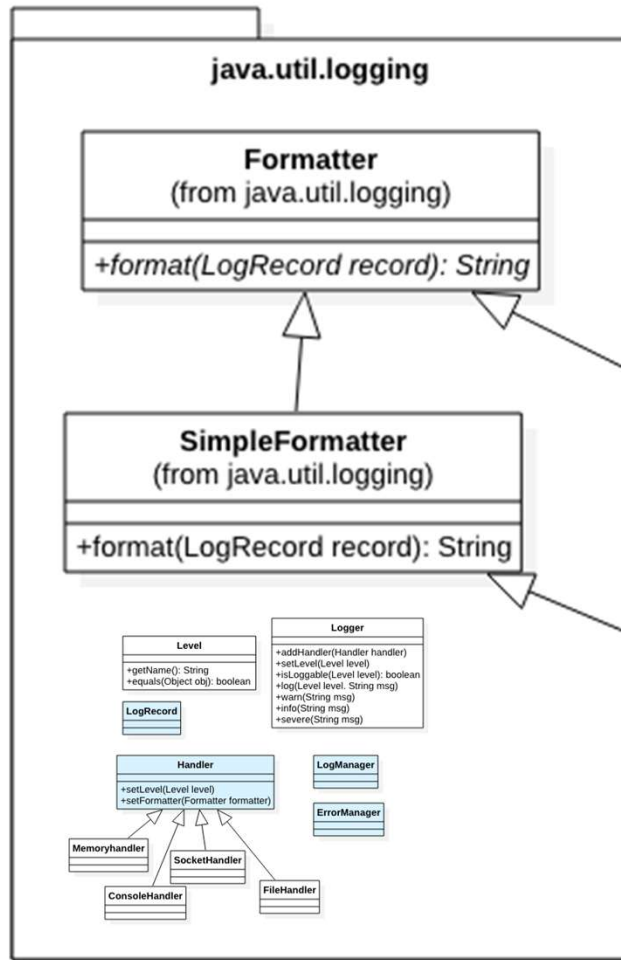 java.util.logging
Formatter
(from java.util.logging)
+format(LogRecord record): String
SimpleFormatter
(from java.util.logging)
+format(LogRecord record): String
Level
+getName(): String
+equals(Object obj): boolean
Logger
+addHandler(Handler handler)
+setLevel(Level level)
+isLoggable(Level level): boolean
+log(Level level. String msg)
+warn(String msg)
+info(String msg)
+severe(String msg)
LogRecord
Handler
+setLevel(Level level)
+setFormatter(Formatter formatter)
LogManager
ErrorManager
Memoryhandler
SocketHandler
ConsoleHandler
FileHandler